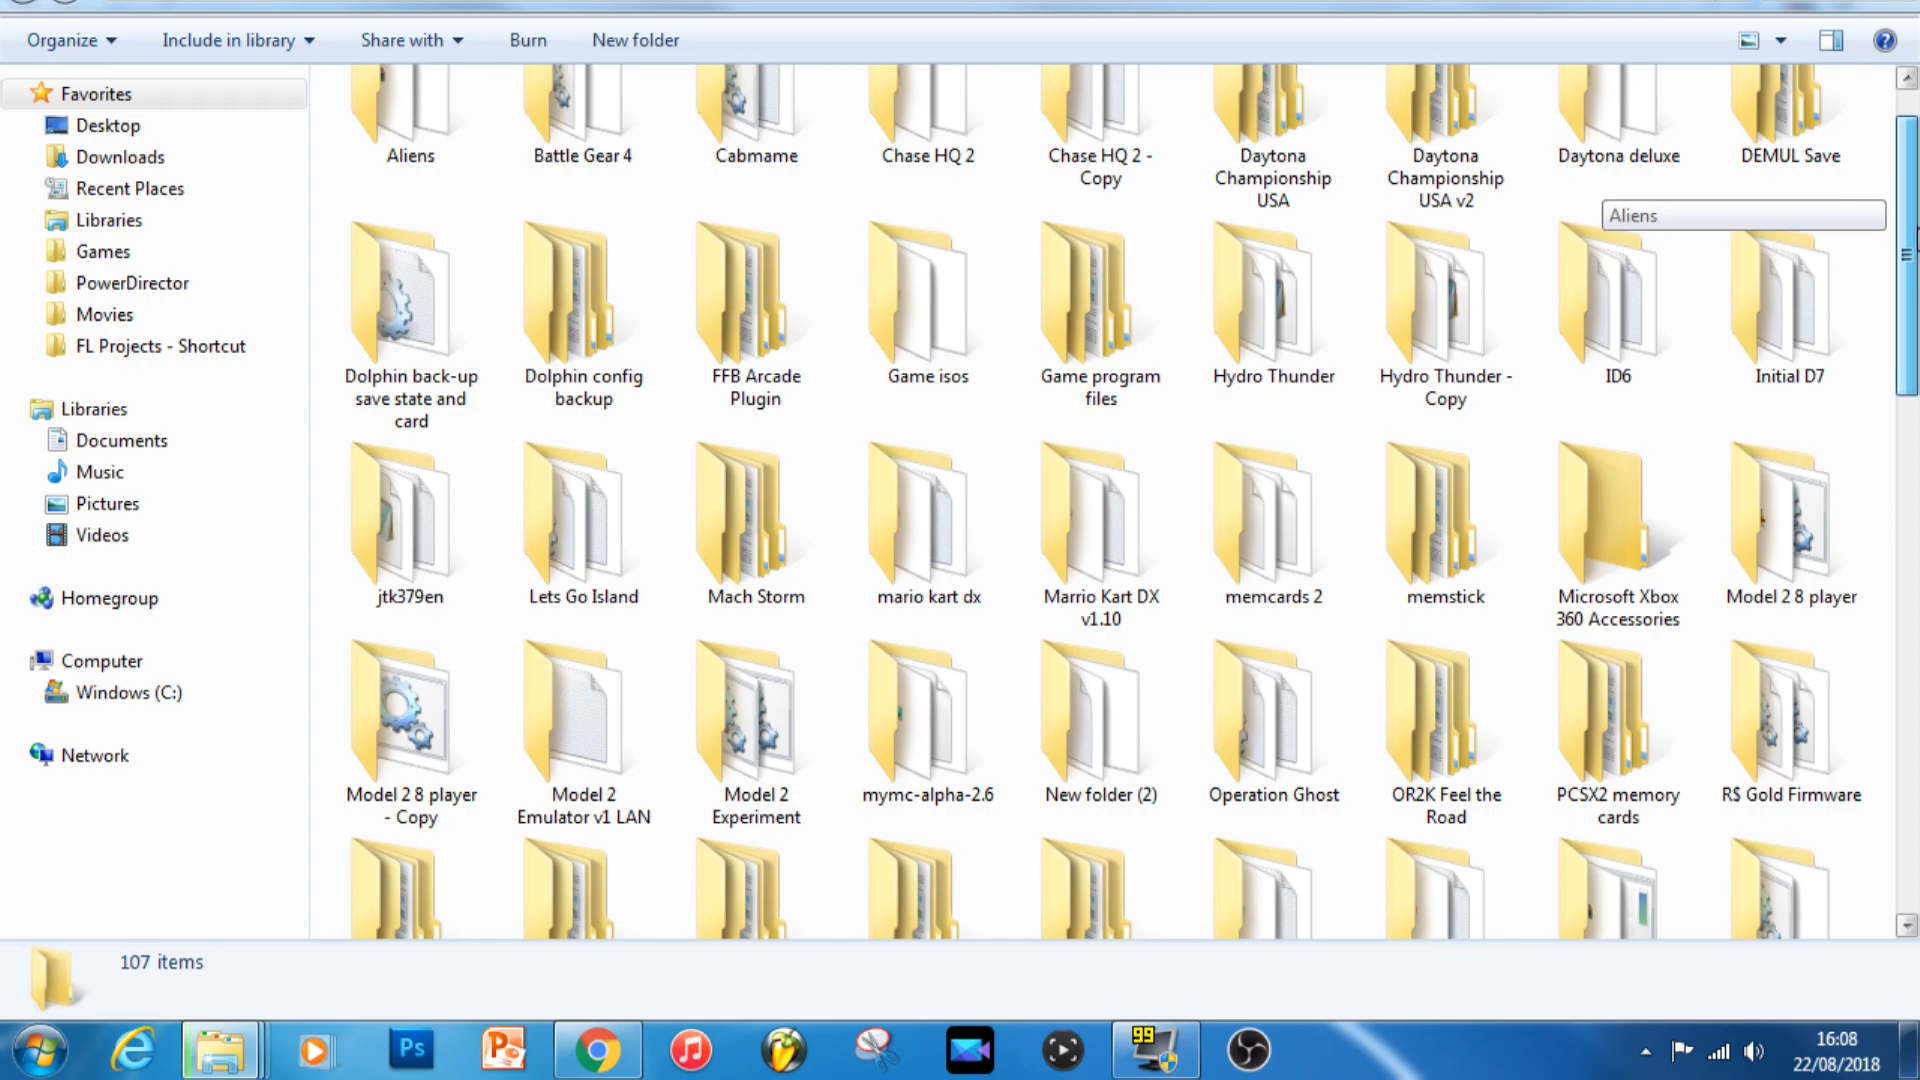 Organize
Include in library
Share with
Burn
New folder
Favorites
Desktop
Downloads
Recent Places
Libraries
Games
PowerDirector
Movies
FL Projects - Shortcut
Libraries
Documents
Music
Pictures
Videos
Homegroup
Computer
Windows (C:)
Network
Aliens
Battle Gear 4
Cabmame
Chase HQ 2
Chase HQ 2 -
Copy
Daytona
Championship
USA
Daytona
Championship
USA v2
Daytona deluxe
DEMUL Save
Aliens
Dolphin back-up
save state and
card
Dolphin config
backup
FFB Arcade
Plugin
Game isos
Game program
files
Hydro Thunder
Hydro Thunder -
Copy
ID6
Initial D7
jtk379en
Lets Go Island
Mach Storm
mario kart dx
Marrio Kart DX
v1.10
memcards 2
memstick
Microsoft Xbox
360 Accessories
Model 2 8 player
Model 2 8 player
- Copy
Model 2
Emulator v1 LAN
Model 2
Experiment
mymc-alpha-2.6
New folder (2)
Operation Ghost
OR2K Feel the
Road
PCSX2 memory
cards
R$ Gold Firmware
107 items
Ps
99
16:08
22/08/2018